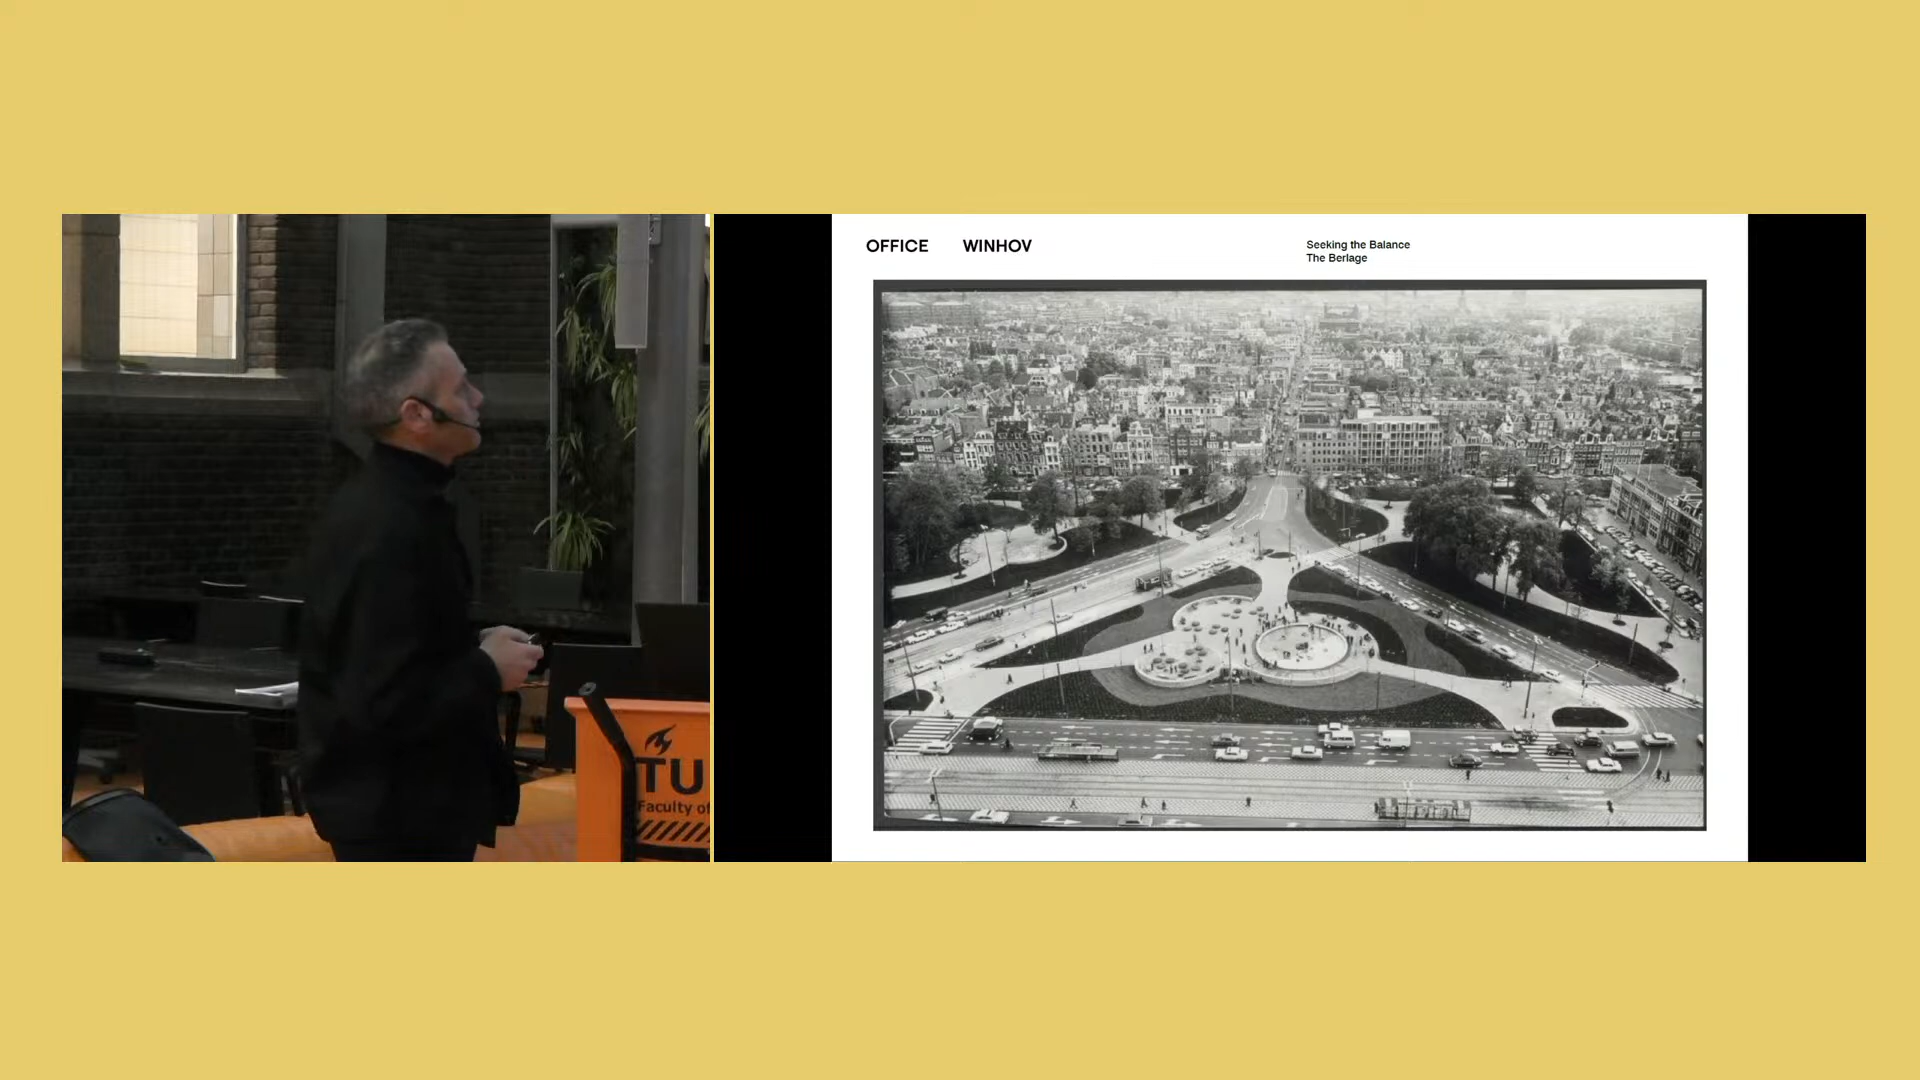 OFFICE WINHOV
Seeking the Balance
The Berlage
TU
Faculty of